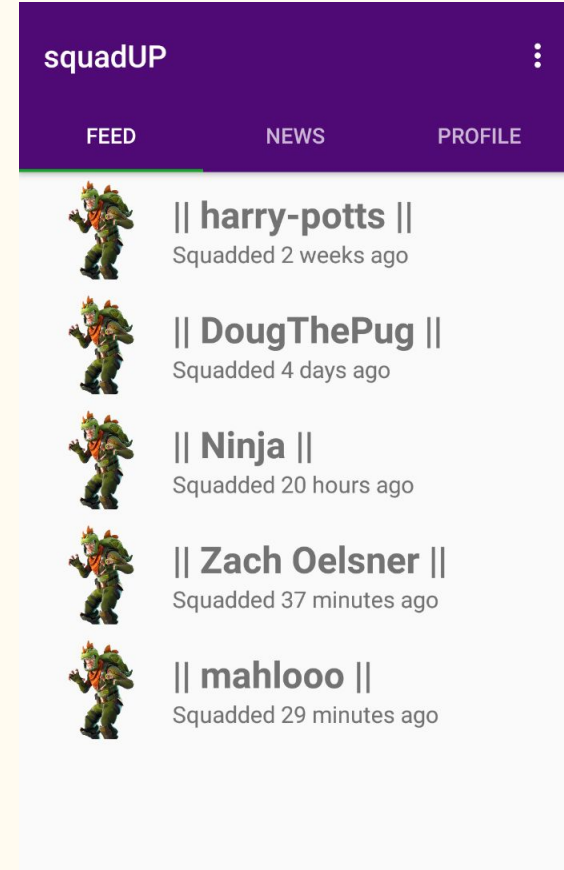 squadUP
FEED NEWS PROFILE
|| harry-potts ||
Squadded 2 weeks ago
|| DougThePug ||
Squadded 4 days ago
|| Ninja ||
Squadded 20 hours ago
|| Zach Oelsner ||
Squadded 37 minutes ago
|| mahlooo ||
Squadded 29 minutes ago